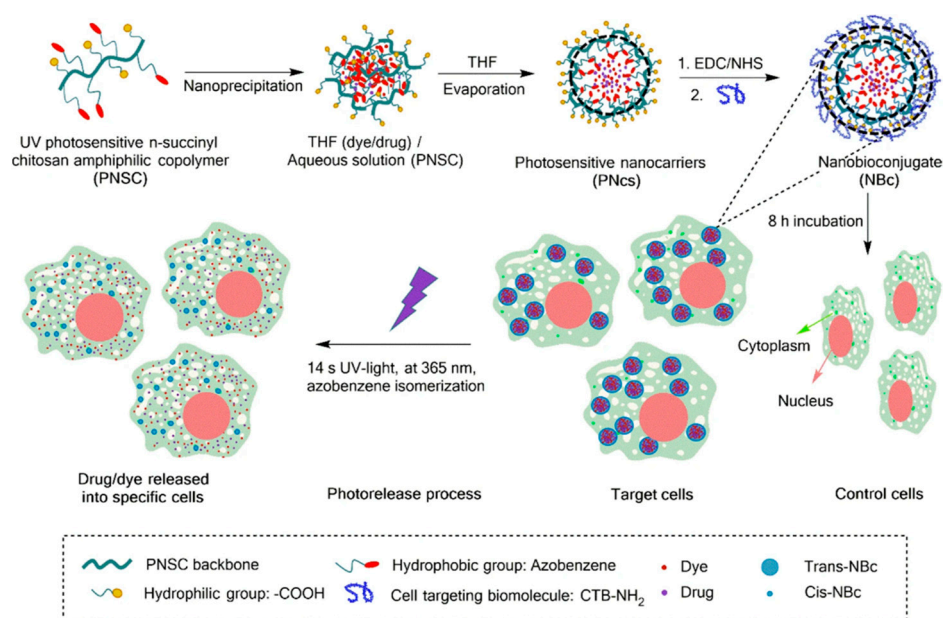 Nanoprecipitation
THF
Evaporation
1. EDC/NHS
2.
UV photosensitive n-succinyl
chitosan amphiphilic copolymer
(PNSC)
THF (dye/drug) /
Aqueous solution (PNSC)
Photosensitive nanocarriers
(PNcs)
Nanobioconjugate
(NBc)
8 h incubation
Cytoplasm
Nucleus
14 s UV-light, at 365 nm,
azobenzene isomerization
Drug/dye released
into specific cells
Photorelease process
Target cells
Control cells
PNSC backbone
Hydrophobic group: Azobenzene
Dye
Trans-NBc
Hydrophilic group: -COOH
Cell targeting biomolecule: CTB-NH₂
Drug
Cis-NBc